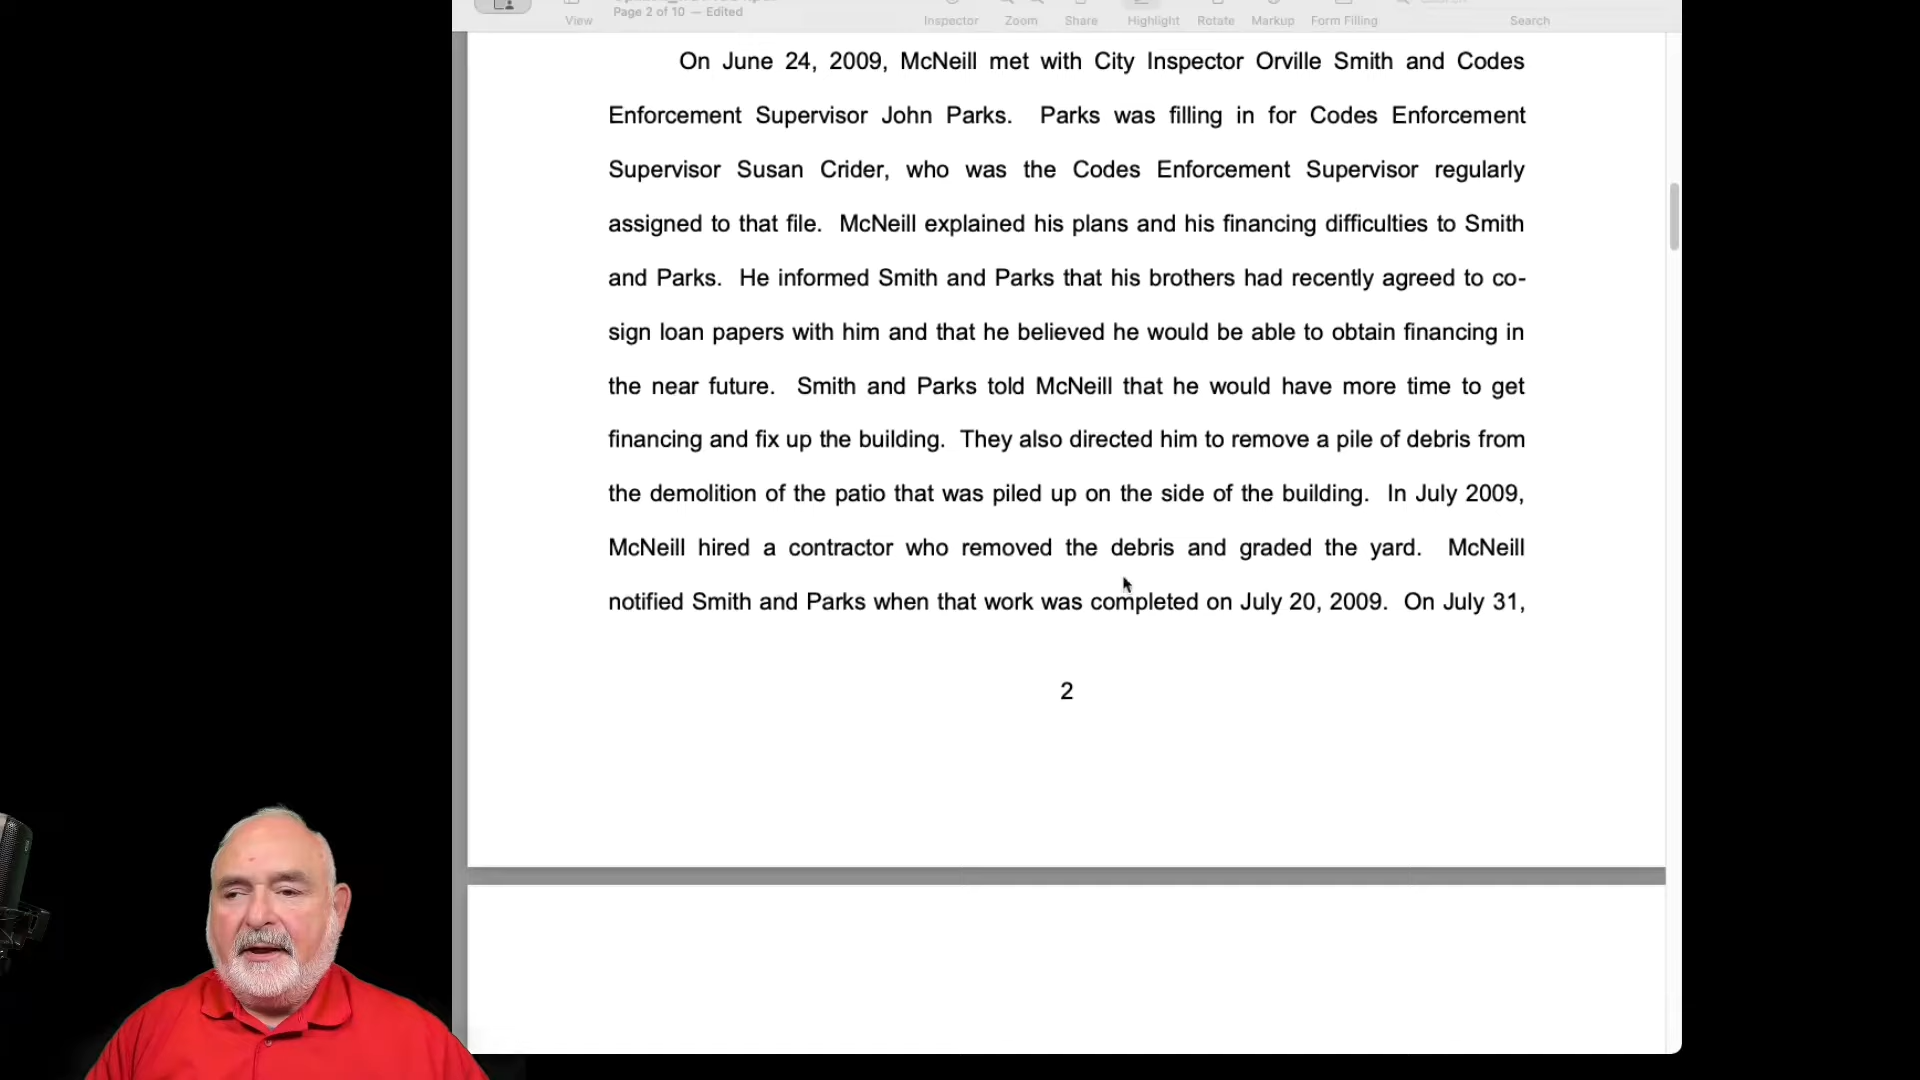 Page 2 of 10 — Edited
View
Inspector
Zoom
Share
Highlight
Rotate
Markup
Form Filling
Search
On June 24, 2009, McNeill met with City Inspector Orville Smith and Codes
Enforcement Supervisor John Parks. Parks was filling in for Codes Enforcement
Supervisor Susan Crider, who was the Codes Enforcement Supervisor regularly
assigned to that file. McNeill explained his plans and his financing difficulties to Smith
and Parks. He informed Smith and Parks that his brothers had recently agreed to co-
sign loan papers with him and that he believed he would be able to obtain financing in
the near future. Smith and Parks told McNeill that he would have more time to get
financing and fix up the building. They also directed him to remove a pile of debris from
the demolition of the patio that was piled up on the side of the building. In July 2009,
McNeill hired a contractor who removed the debris and graded the yard. McNeill
notified Smith and Parks when that work was completed on July 20, 2009. On July 31,
2